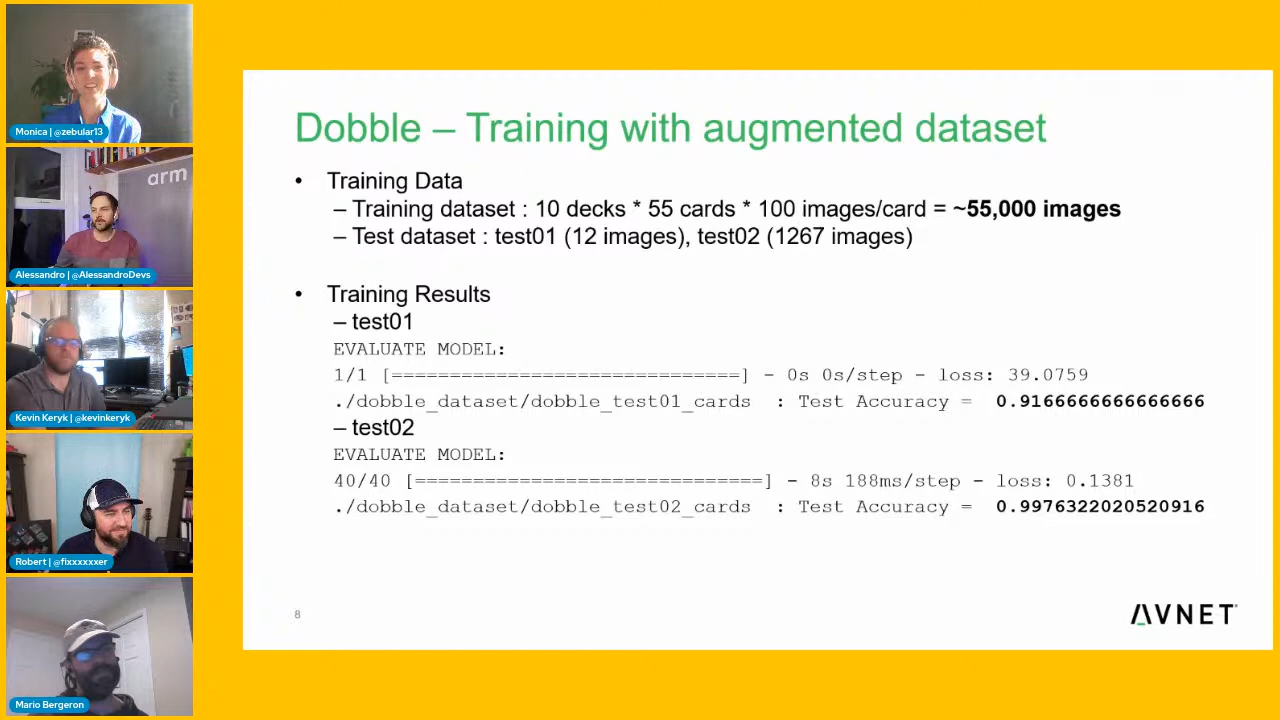 Monica | @zebular13
arm
Alessandro | @AlessandroDevs
Kevin Keryk | @kevinkeryk
Robert | @fixxxxxxer
Mario Bergeron
Dobble – Training with augmented dataset
• Training Data
– Training dataset : 10 decks * 55 cards * 100 images/card = ~55,000 images
– Test dataset : test01 (12 images), test02 (1267 images)
• Training Results
– test01
EVALUATE MODEL:
1/1 [==============================] - 0s 0s/step - loss: 39.0759
./dobble_dataset/dobble_test01_cards : Test Accuracy = 0.9166666666666666
– test02
EVALUATE MODEL:
40/40 [==============================] - 8s 188ms/step - loss: 0.1381
./dobble_dataset/dobble_test02_cards : Test Accuracy = 0.9976322020520916
8
AVNET